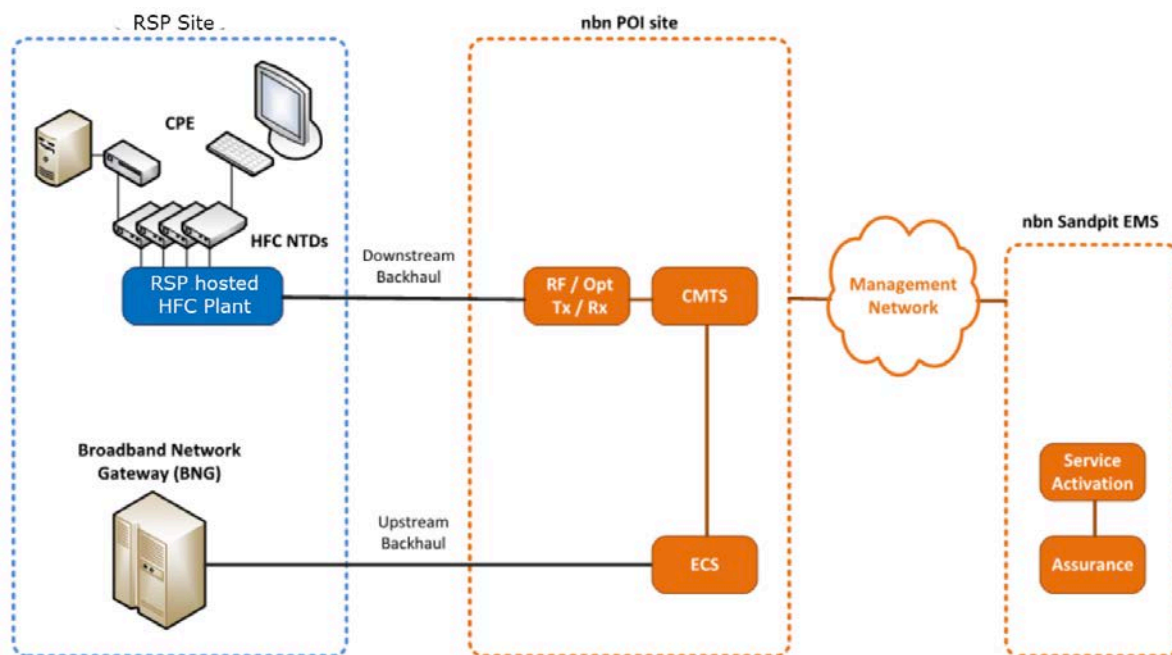 RSP Site
nbn POI site
CPE
HFC NTDs
RSP hosted
HFC Plant
Downstream
Backhaul
RF / Opt
Tx / Rx
CMTS
Management
Network
nbn Sandpit EMS
Broadband Network
Gateway (BNG)
Upstream
Backhaul
ECS
Service
Activation
Assurance